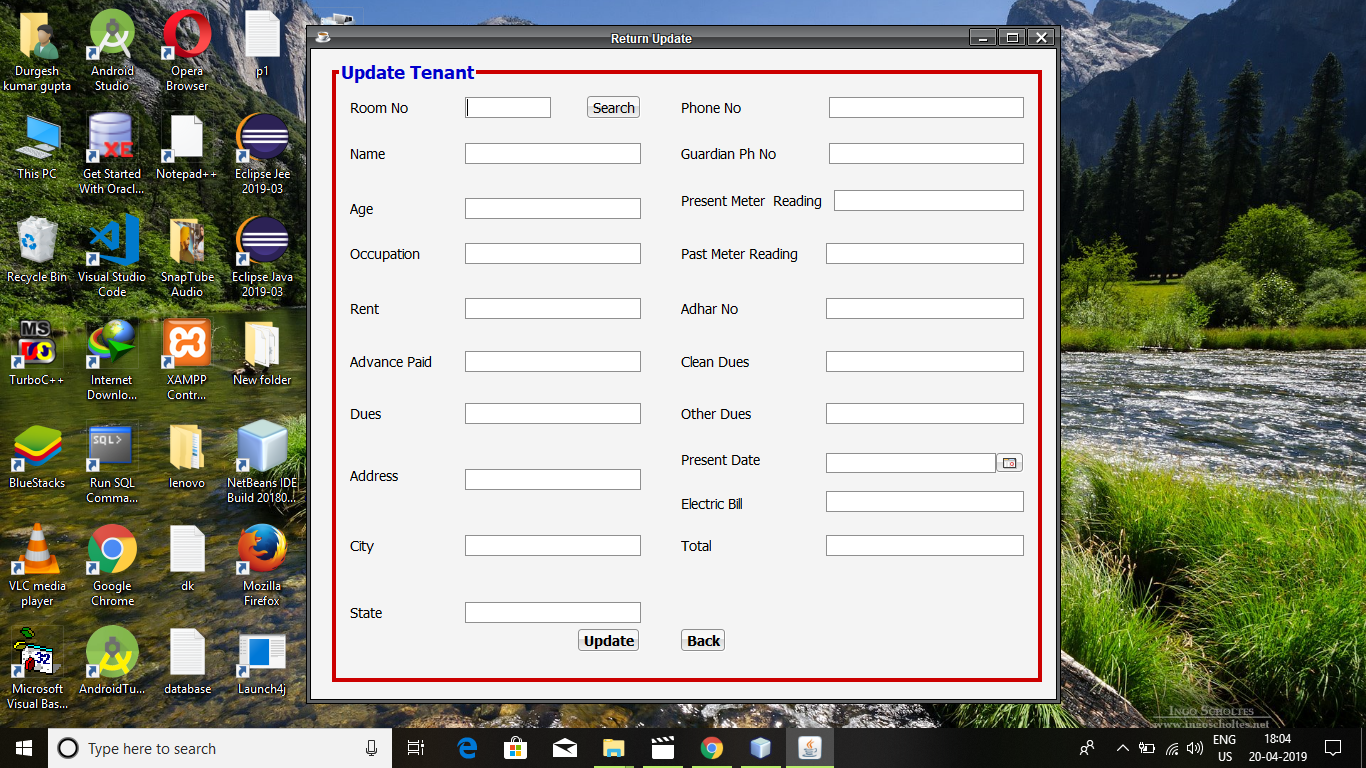 Durgesh
kumar gupta
Android
Studio
Opera
Browser
p1
This PC
Get Started
With Oracl...
Notepad++
Eclipse Jee
2019-03
Recycle Bin
Visual Studio
Code
SnapTube
Audio
Eclipse Java
2019-03
TurboC++
Internet
Downlo...
XAMPP
Contr...
New folder
BlueStacks
Run SQL
Comma...
lenovo
NetBeans IDE
Build 20180...
VLC media
player
Google
Chrome
dk
Mozilla
Firefox
Microsoft
Visual Bas...
AndroidTu...
database
Launch4j
XE
MS
SQL>
32
Return Update
Update Tenant
Room No
Search
Phone No
Name
Guardian Ph No
Age
Present Meter Reading
Occupation
Past Meter Reading
Rent
Adhar No
Advance Paid
Clean Dues
Dues
Other Dues
Address
Present Date
Electric Bill
City
Total
State
Update
Back
INGO SCHOLTES
www.ingoscholtes.net
Type here to search
ENG
US
18:04
20-04-2019